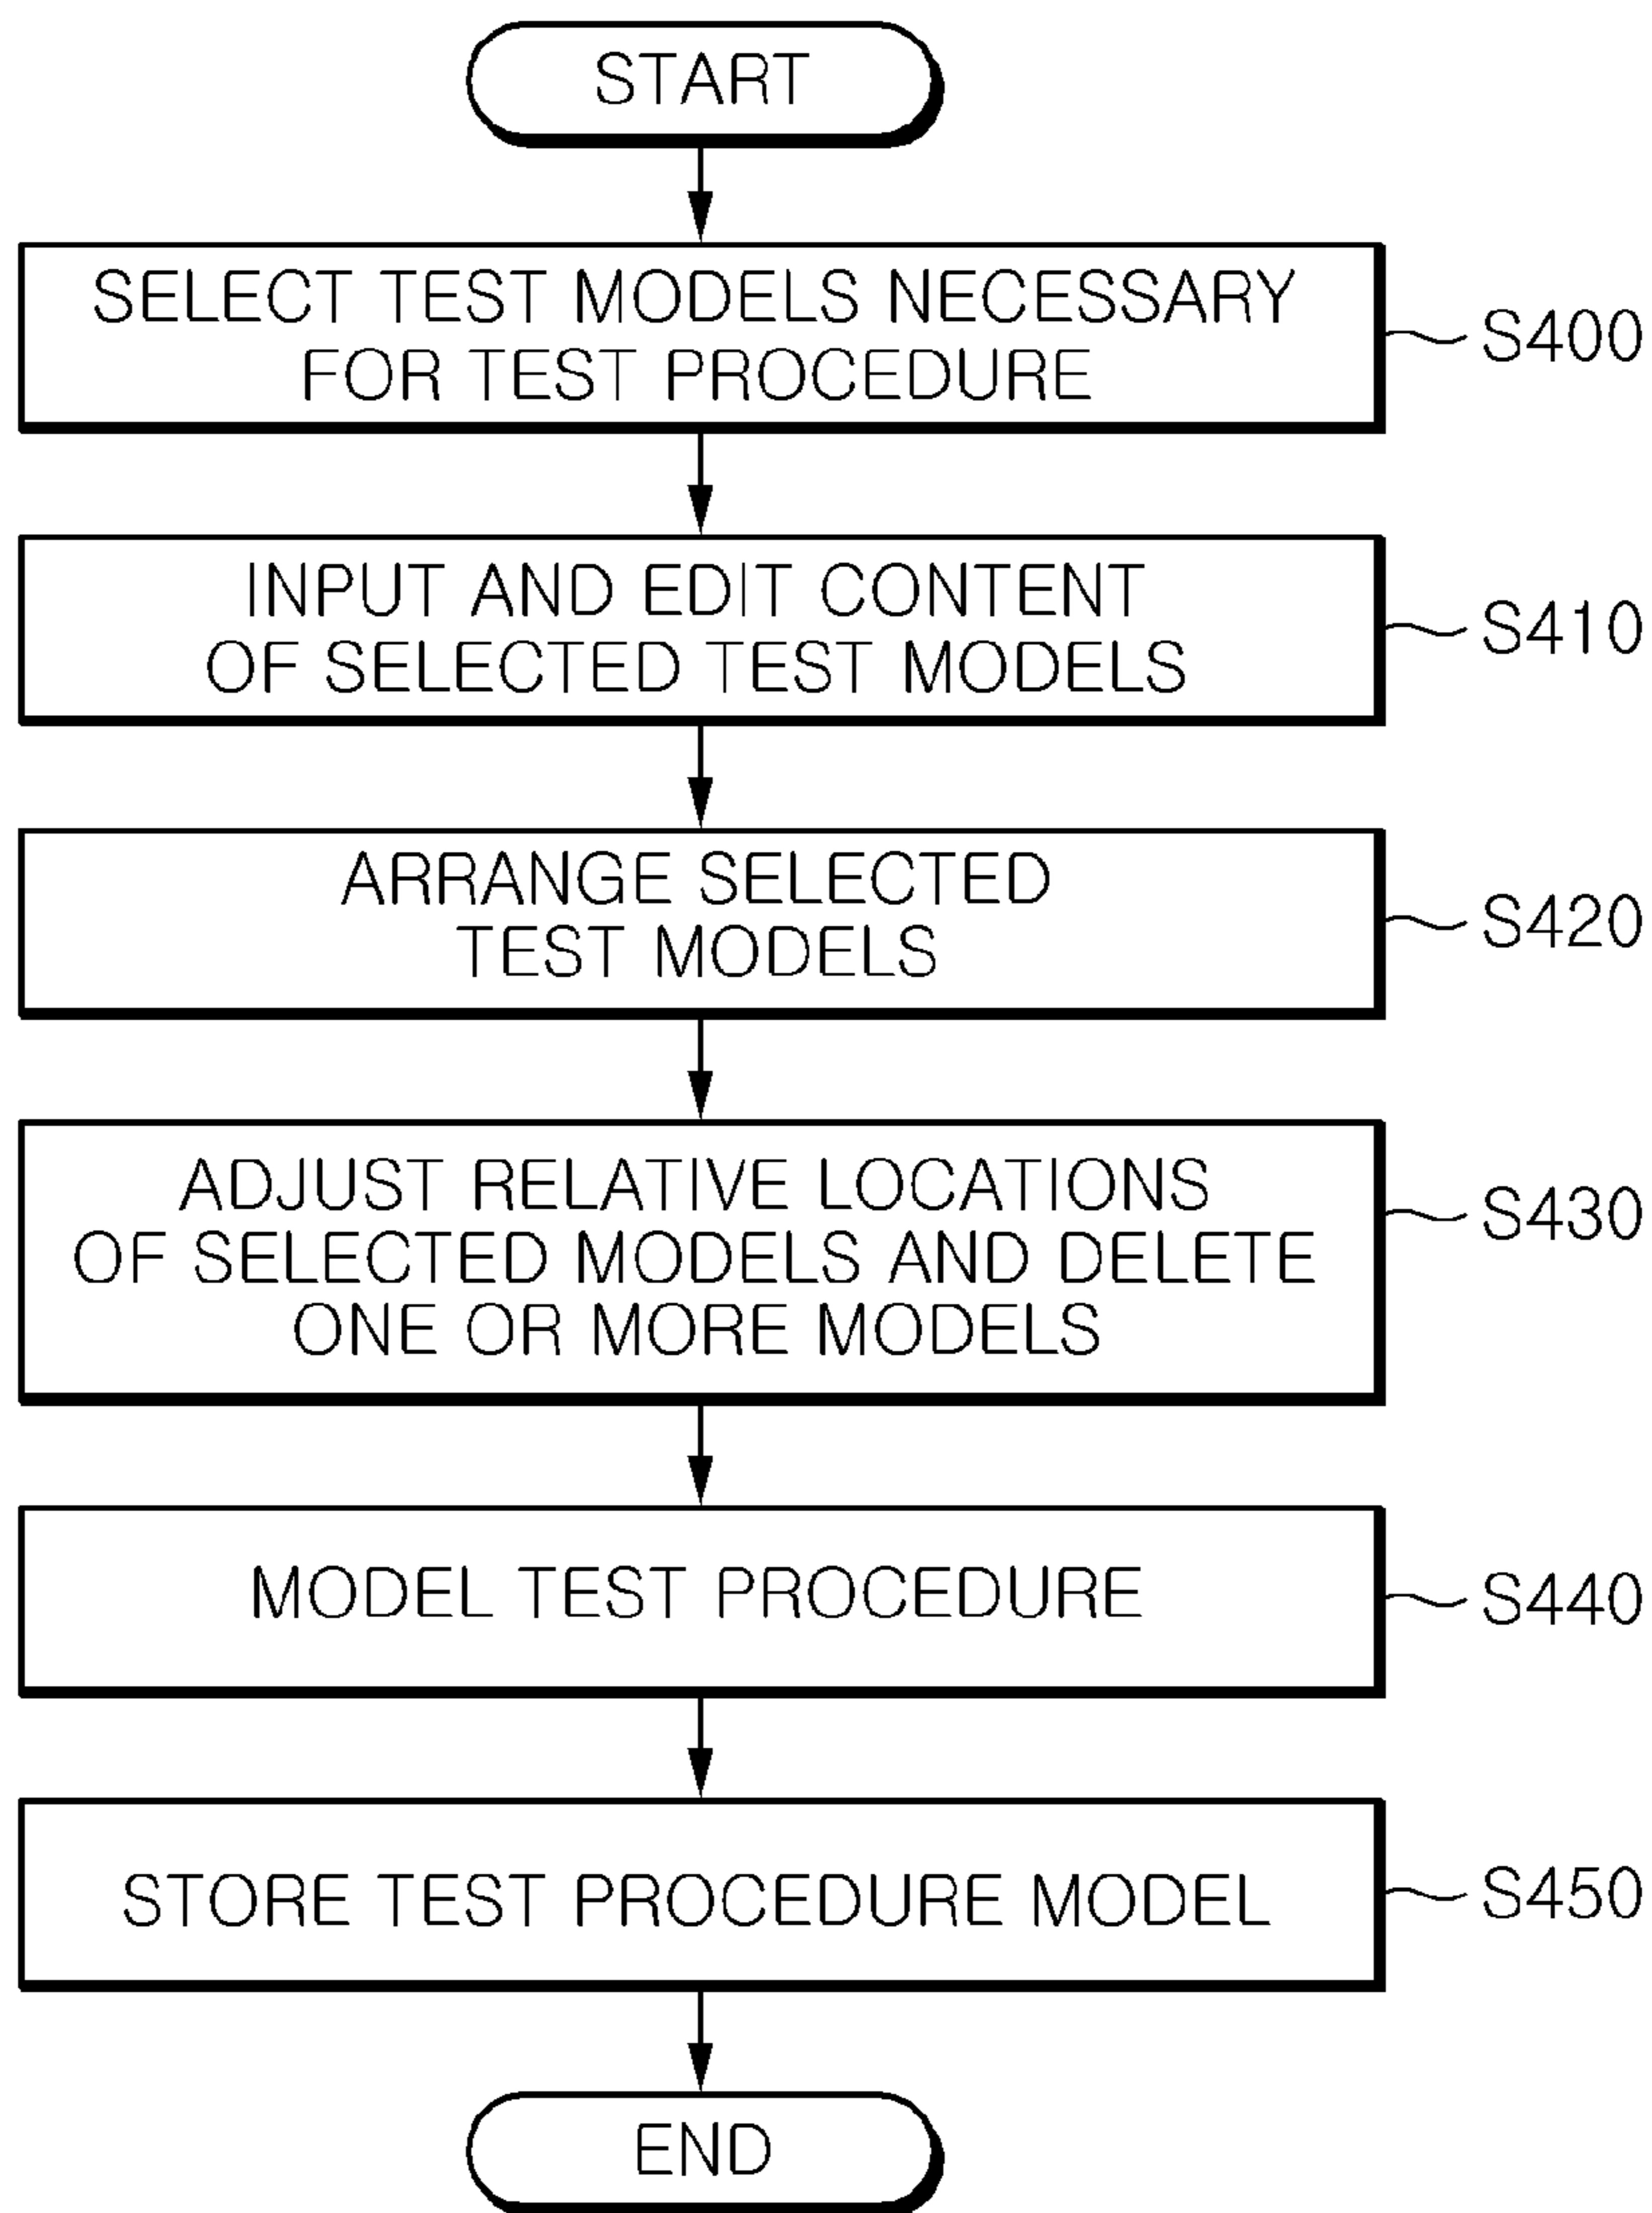 START
SELECT TEST MODELS NECESSARY
FOR TEST PROCEDURE
S400
INPUT AND EDIT CONTENT
OF SELECTED TEST MODELS
S410
ARRANGE SELECTED
TEST MODELS
S420
ADJUST RELATIVE LOCATIONS
OF SELECTED MODELS AND DELETE
ONE OR MORE MODELS
S430
MODEL TEST PROCEDURE
S440
STORE TEST PROCEDURE MODEL
S450
END